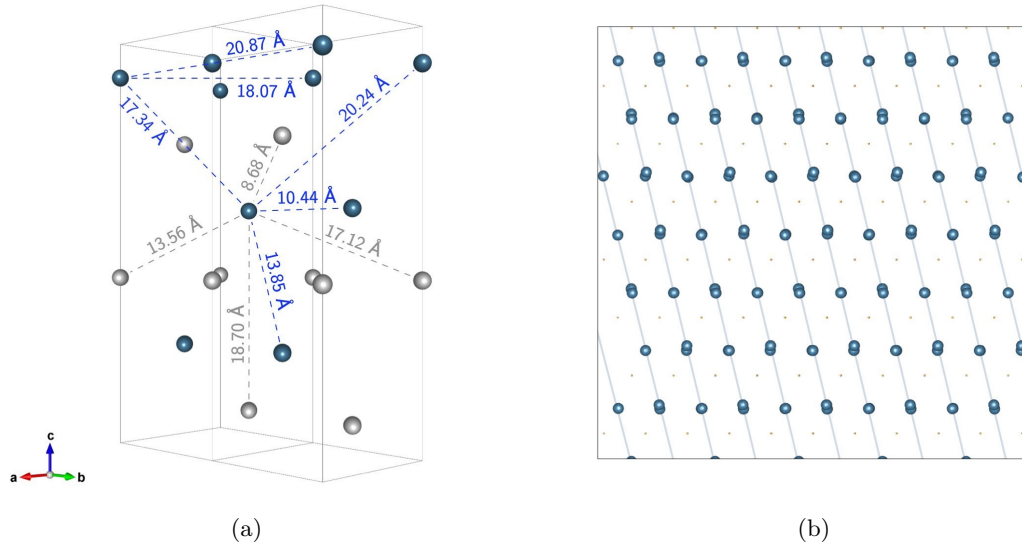 20.87 Å
18.07 Å
17.34 Å
20.24 Å
8.68 Å
10.44 Å
13.56 Å
17.12 Å
13.85 Å
18.70 Å
c
a
b
(a)
(b)